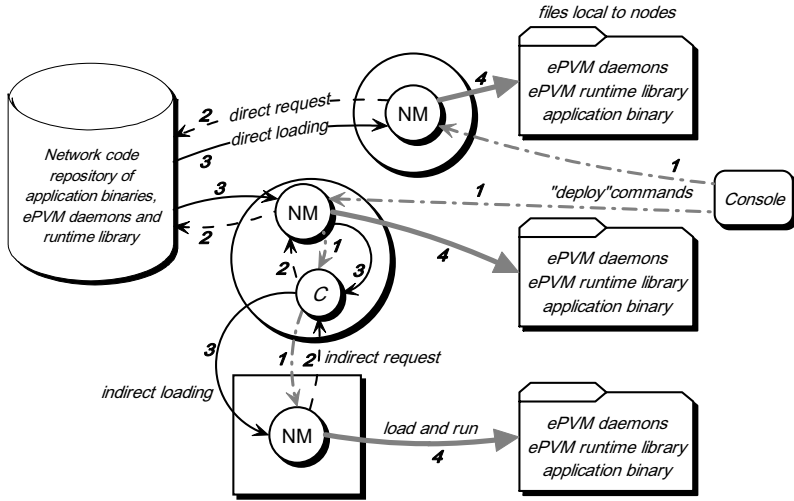 files local to nodes
ePVM daemons
ePVM runtime library
application binary
4
NM
2
direct request
direct loading
3
1
Network code
repository of
application binaries,
ePVM daemons and
runtime library
Console
1
"deploy"commands
3
2
NM
1
2
3
4
C
ePVM daemons
ePVM runtime library
application binary
3
1
2
indirect request
indirect loading
NM
load and run
4
ePVM daemons
ePVM runtime library
application binary